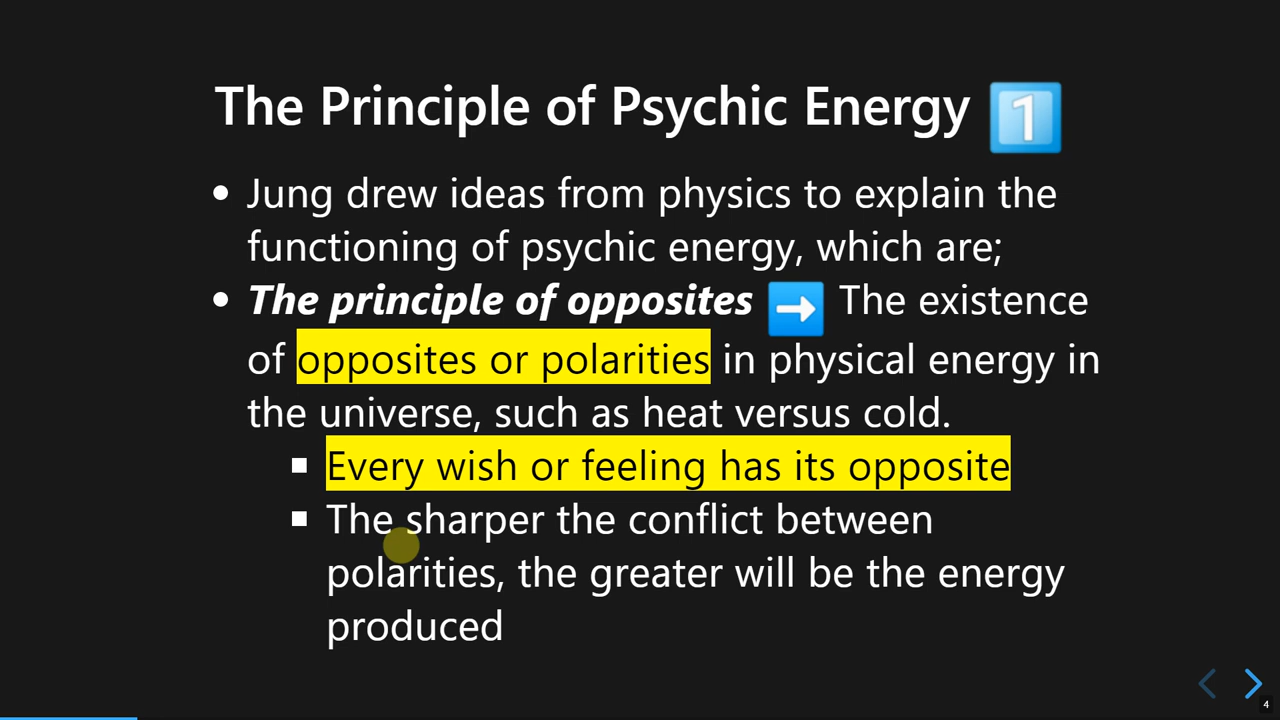 The Principle of Psychic Energy 1️⃣
• Jung drew ideas from physics to explain the
functioning of psychic energy, which are;
• The principle of opposites ➡️ The existence
of opposites or polarities in physical energy in
the universe, such as heat versus cold.
▪ Every wish or feeling has its opposite
▪ The sharper the conflict between
polarities, the greater will be the energy
produced
4